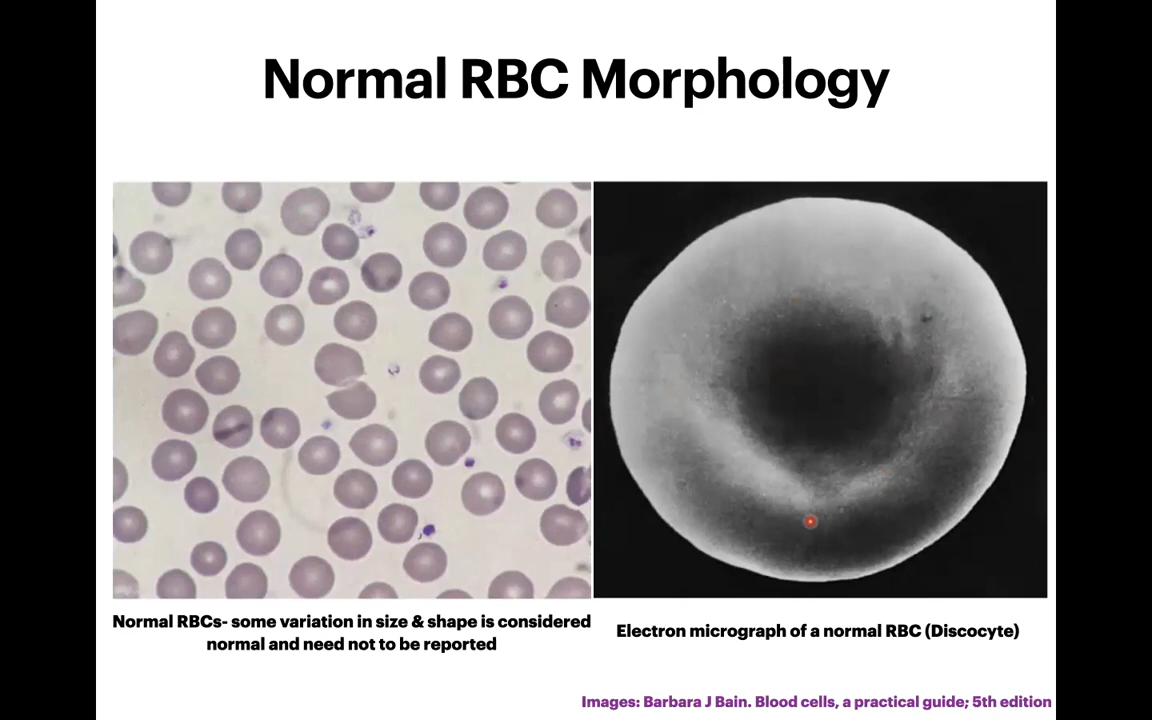 Normal RBC Morphology
Normal RBCs- some variation in size & shape is considered
normal and need not to be reported
Electron micrograph of a normal RBC (Discocyte)
Images: Barbara J Bain. Blood cells, a practical guide; 5th edition